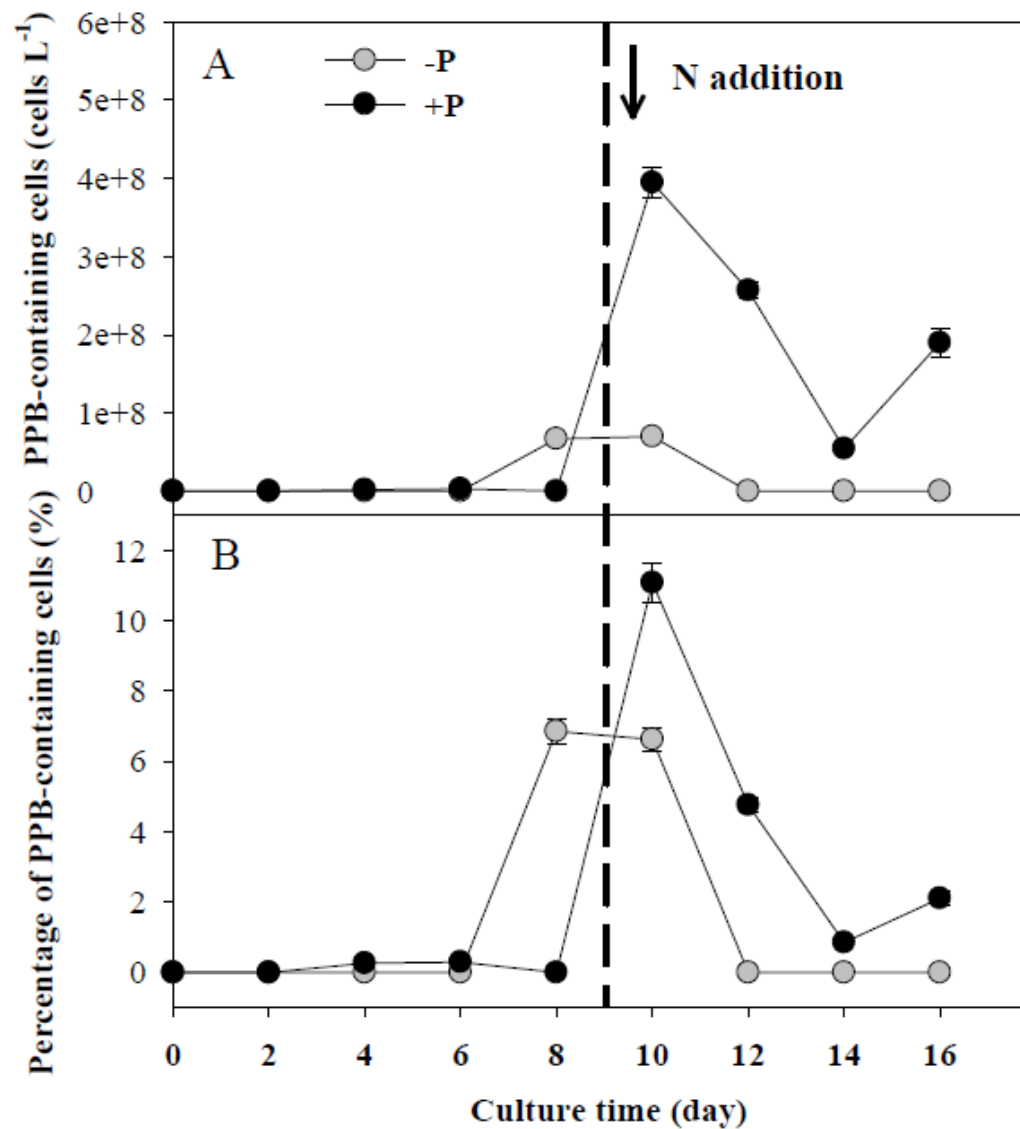 PPB-containing cells (cells L⁻¹)
6e+8
5e+8
4e+8
3e+8
2e+8
1e+8
0
A
-P
+P
N addition
Percentage of PPB-containing cells (%)
12
10
8
6
4
2
0
B
0 2 4 6 8 10 12 14 16
Culture time (day)